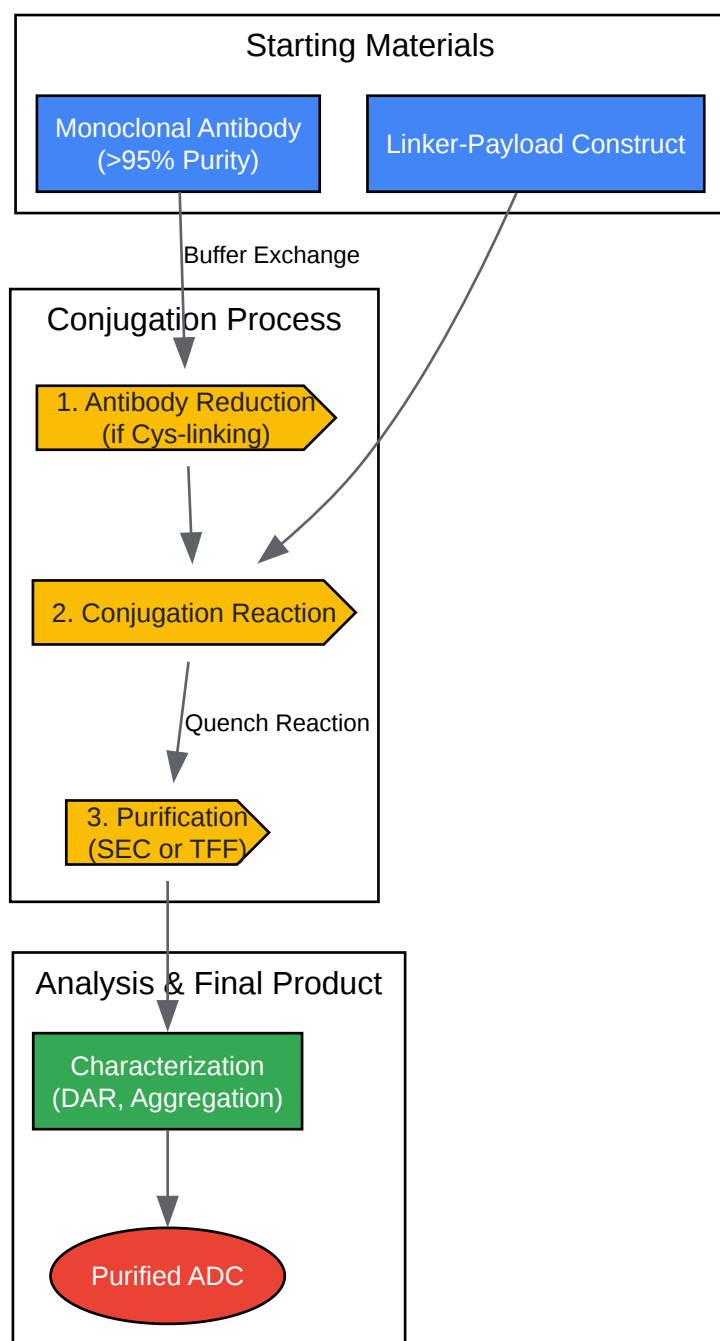 Starting Materials
Monoclonal Antibody
(>95% Purity)
Linker-Payload Construct
Buffer Exchange
Conjugation Process
1. Antibody Reduction
(if Cys-linking)
2. Conjugation Reaction
Quench Reaction
3. Purification
(SEC or TFF)
Analysis & Final Product
Characterization
(DAR, Aggregation)
Purified ADC